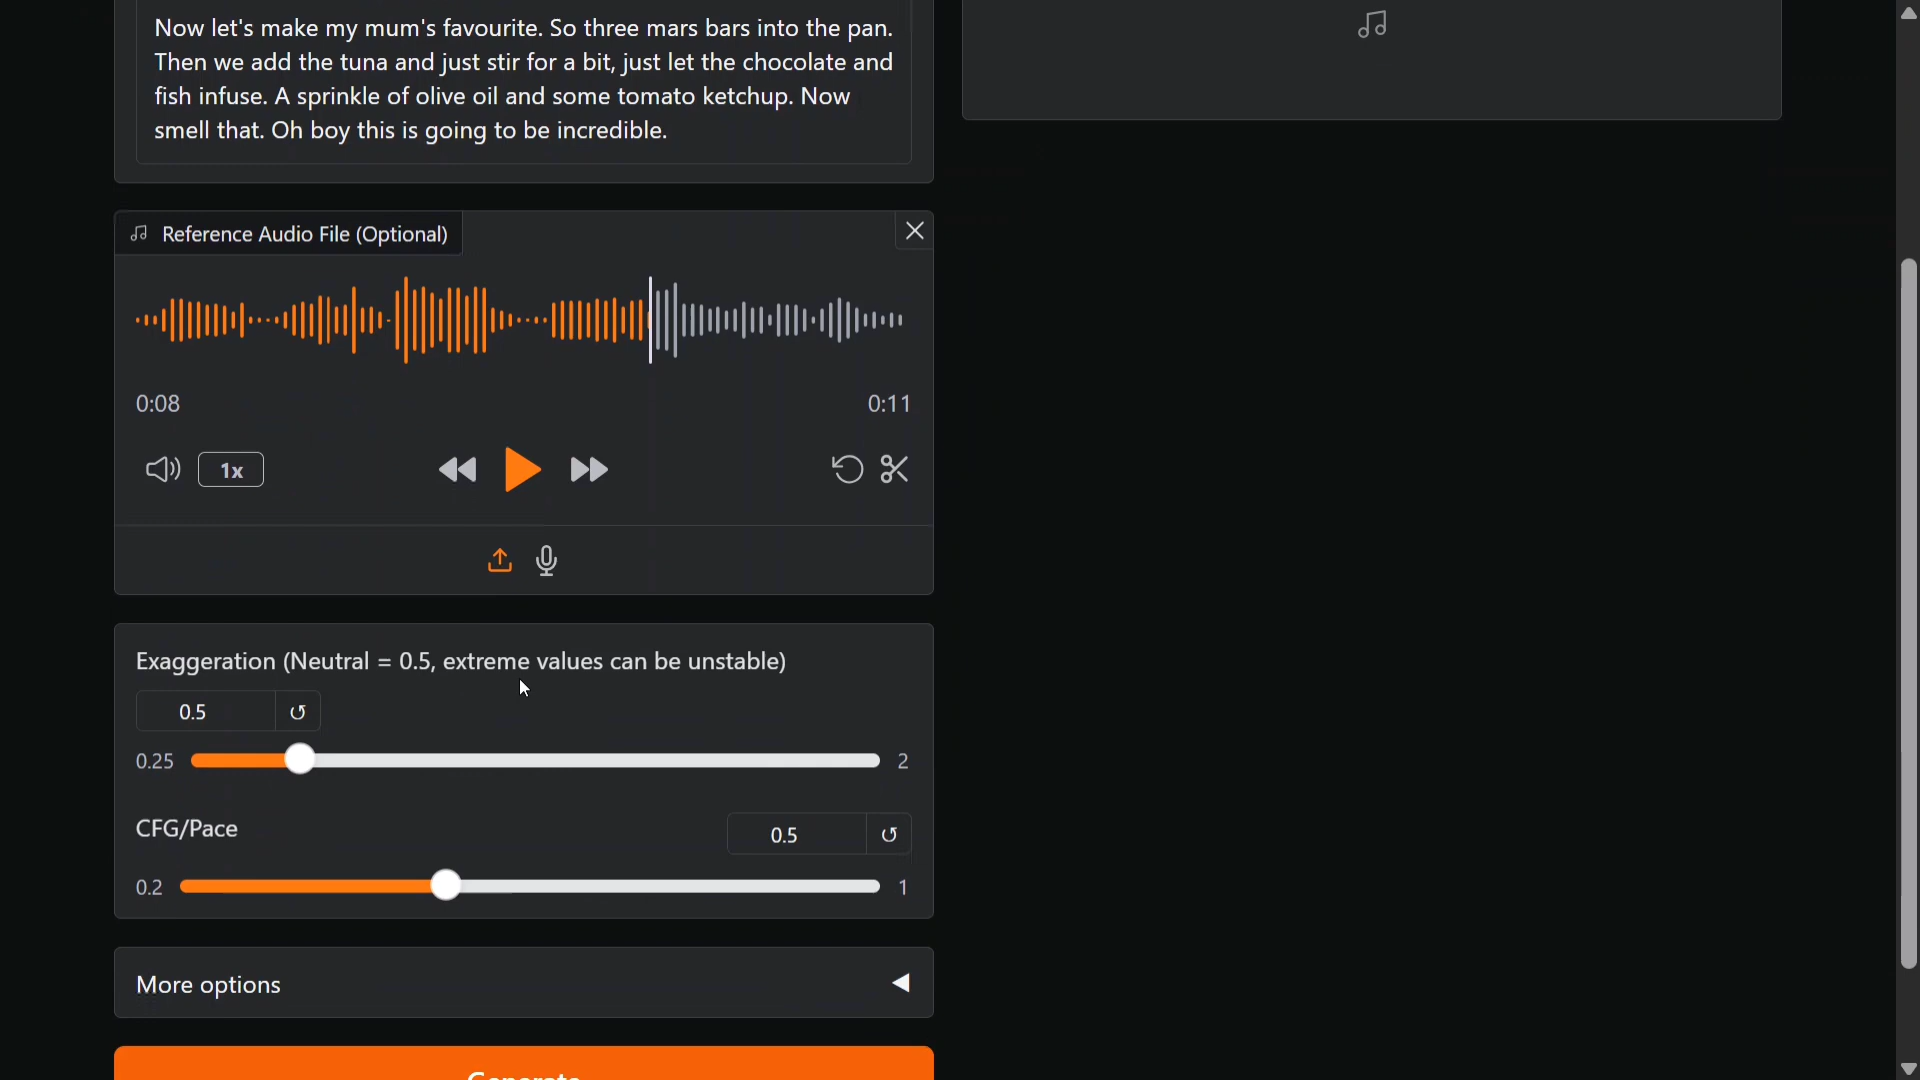 Now let's make my mum's favourite. So three mars bars into the pan.
Then we add the tuna and just stir for a bit, just let the chocolate and
fish infuse. A sprinkle of olive oil and some tomato ketchup. Now
smell that. Oh boy this is going to be incredible.
Reference Audio File (Optional)
0:08 0:11
1x
Exaggeration (Neutral = 0.5, extreme values can be unstable)
0.5
0.25 2
CFG/Pace 0.5
0.2 1
More options
Generate